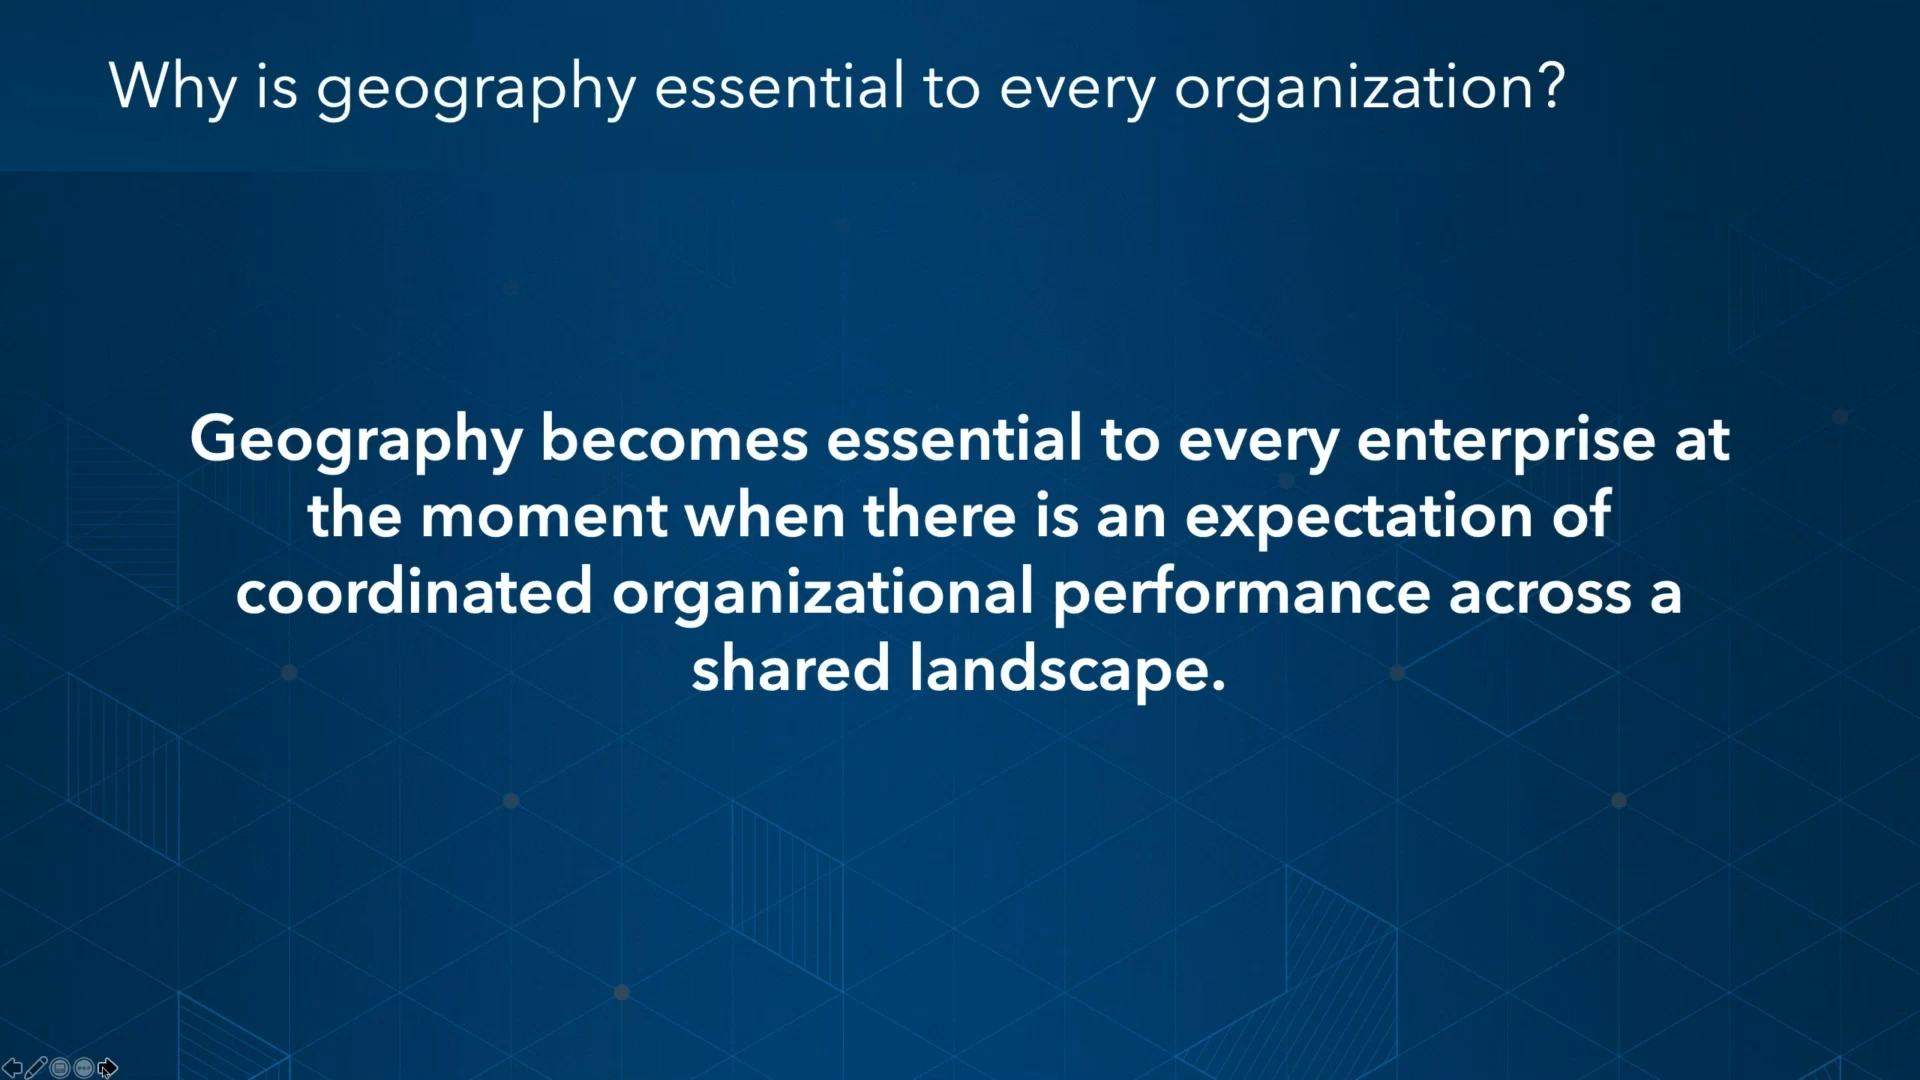 Why is geography essential to every organization?
Geography becomes essential to every enterprise at
the moment when there is an expectation of
coordinated organizational performance across a
shared landscape.